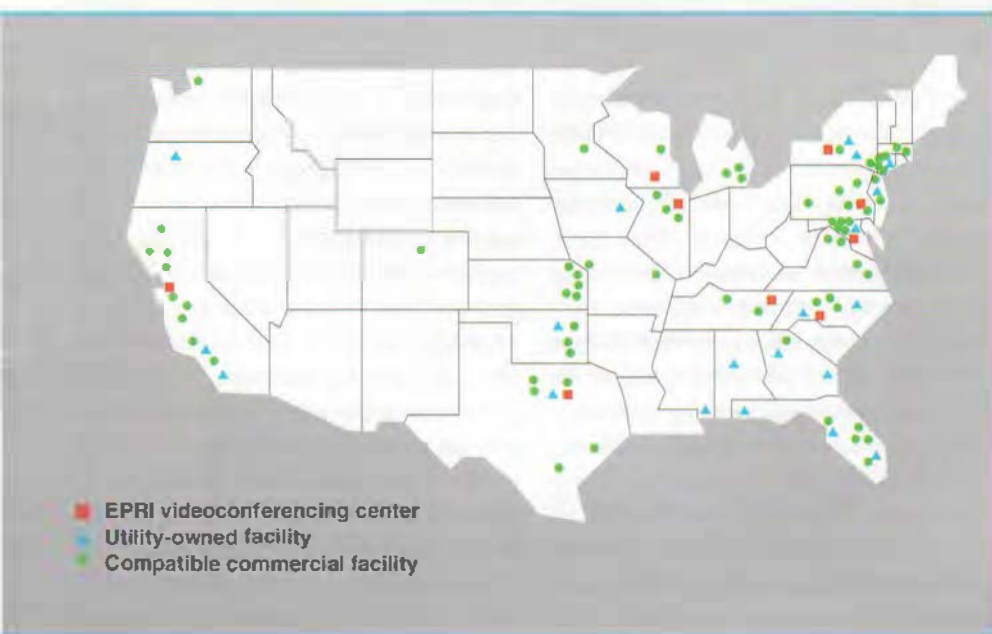 EPRI videoconferencing center
Utility-owned facility
Compatible commercial facility